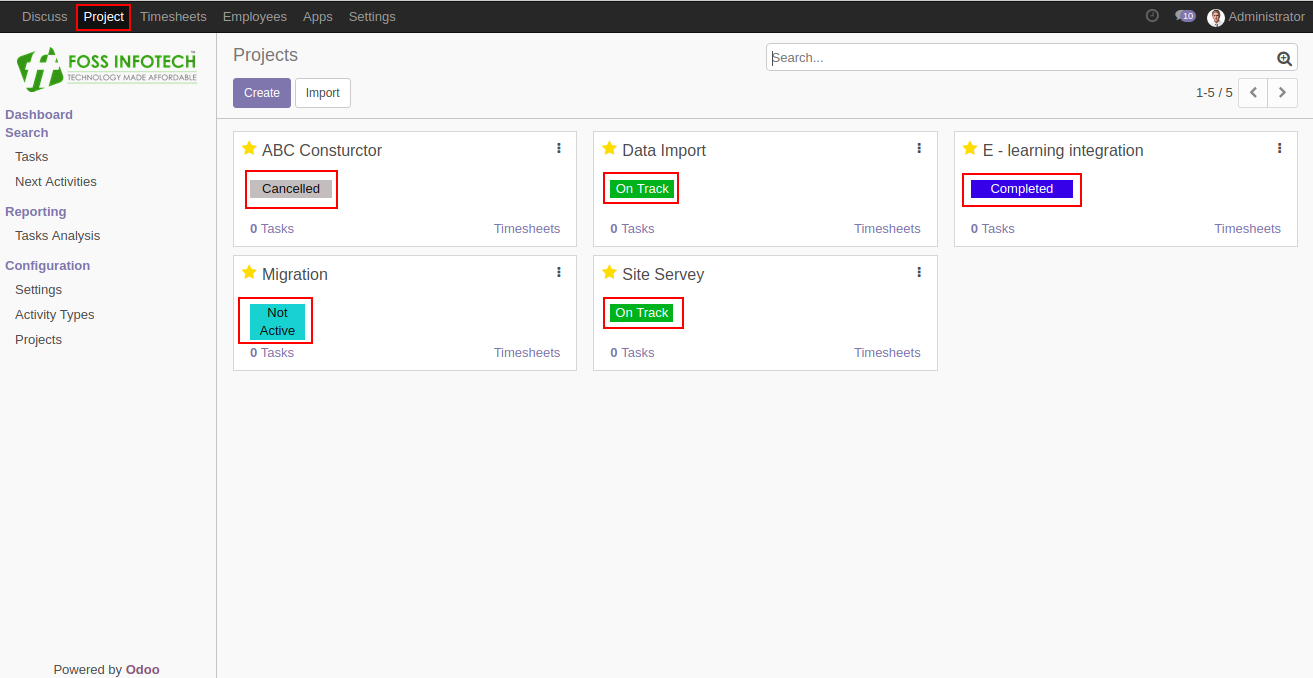 Discuss Project Timesheets Employees Apps Settings 10 Administrator
FOSS INFOTECH™
TECHNOLOGY MADE AFFORDABLE
Dashboard
Search
Tasks
Next Activities
Reporting
Tasks Analysis
Configuration
Settings
Activity Types
Projects
Powered by Odoo
Projects
Search...
Create Import
1-5 / 5
ABC Consturctor
Cancelled
0 Tasks Timesheets
Data Import
On Track
0 Tasks Timesheets
E - learning integration
Completed
0 Tasks Timesheets
Migration
Not
Active
0 Tasks Timesheets
Site Servey
On Track
0 Tasks Timesheets